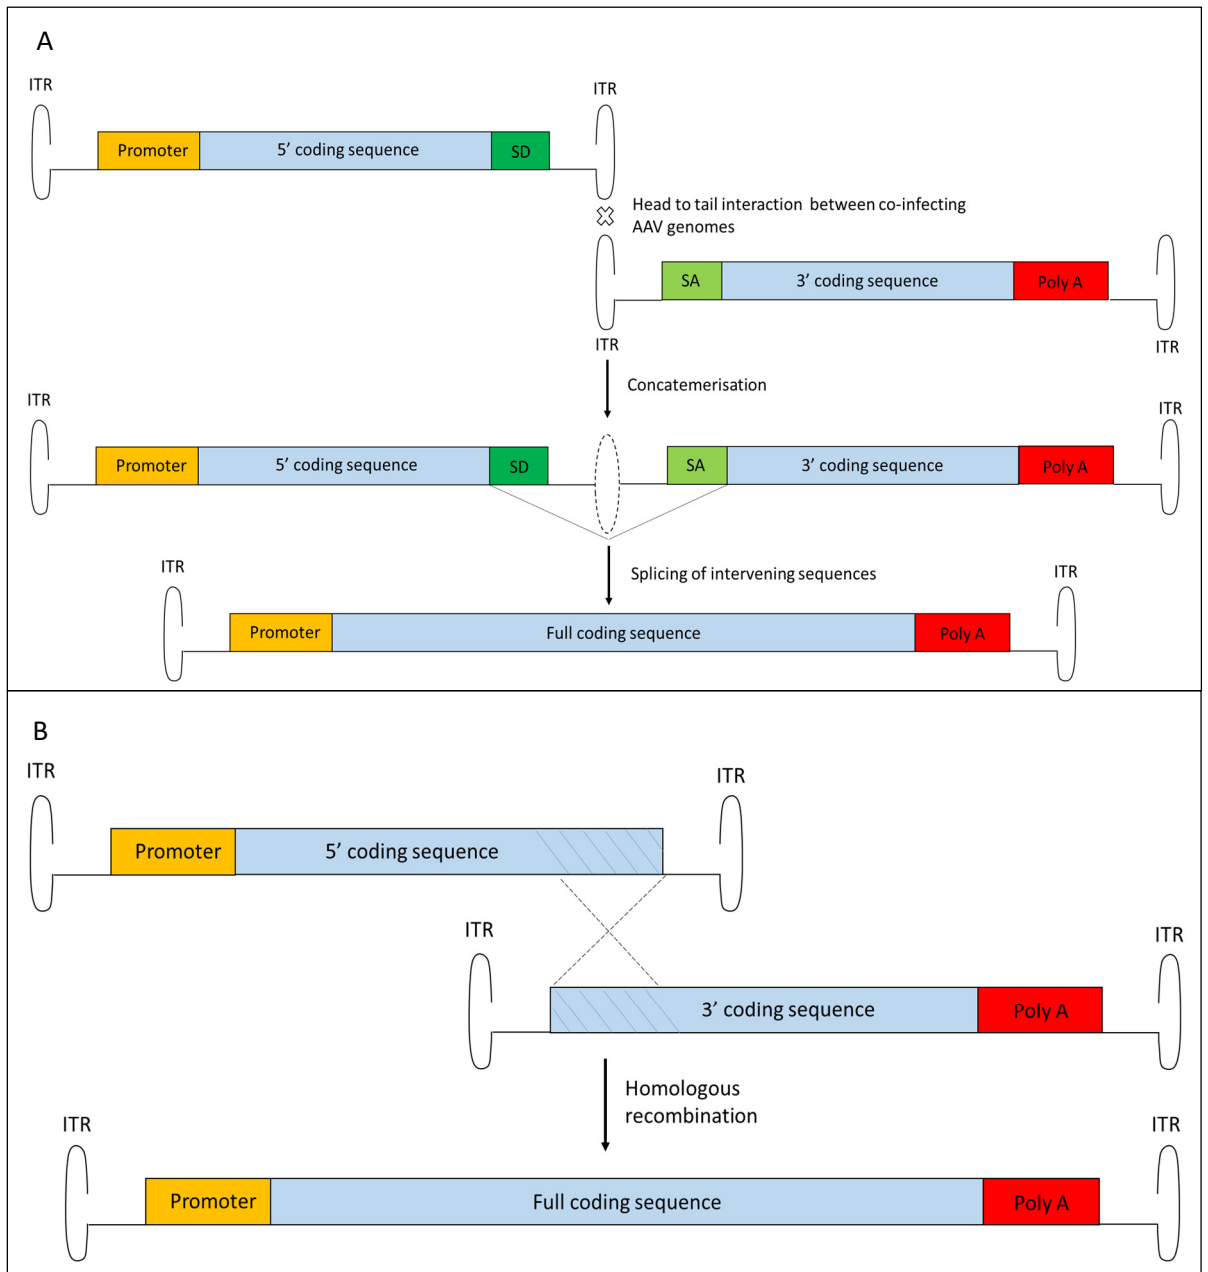 A
ITR
ITR
Promoter
5’ coding sequence
SD
Head to tail interaction between co-infecting
AAV genomes
SA
3’ coding sequence
Poly A
ITR
ITR
Concatemerisation
ITR
ITR
Promoter
5’ coding sequence
SD
SA
3’ coding sequence
Poly A
Splicing of intervening sequences
ITR
ITR
Promoter
Full coding sequence
Poly A
B
ITR
ITR
Promoter
5’ coding sequence
ITR
ITR
3’ coding sequence
Poly A
Homologous
recombination
ITR
ITR
Promoter
Full coding sequence
Poly A